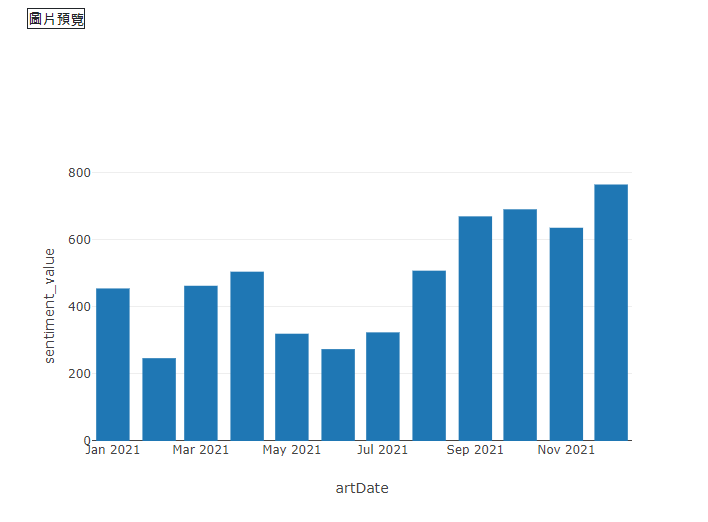 圖片預覽
800
600
400
200
0
sentiment_value
Jan 2021 Mar 2021 May 2021 Jul 2021 Sep 2021 Nov 2021
artDate